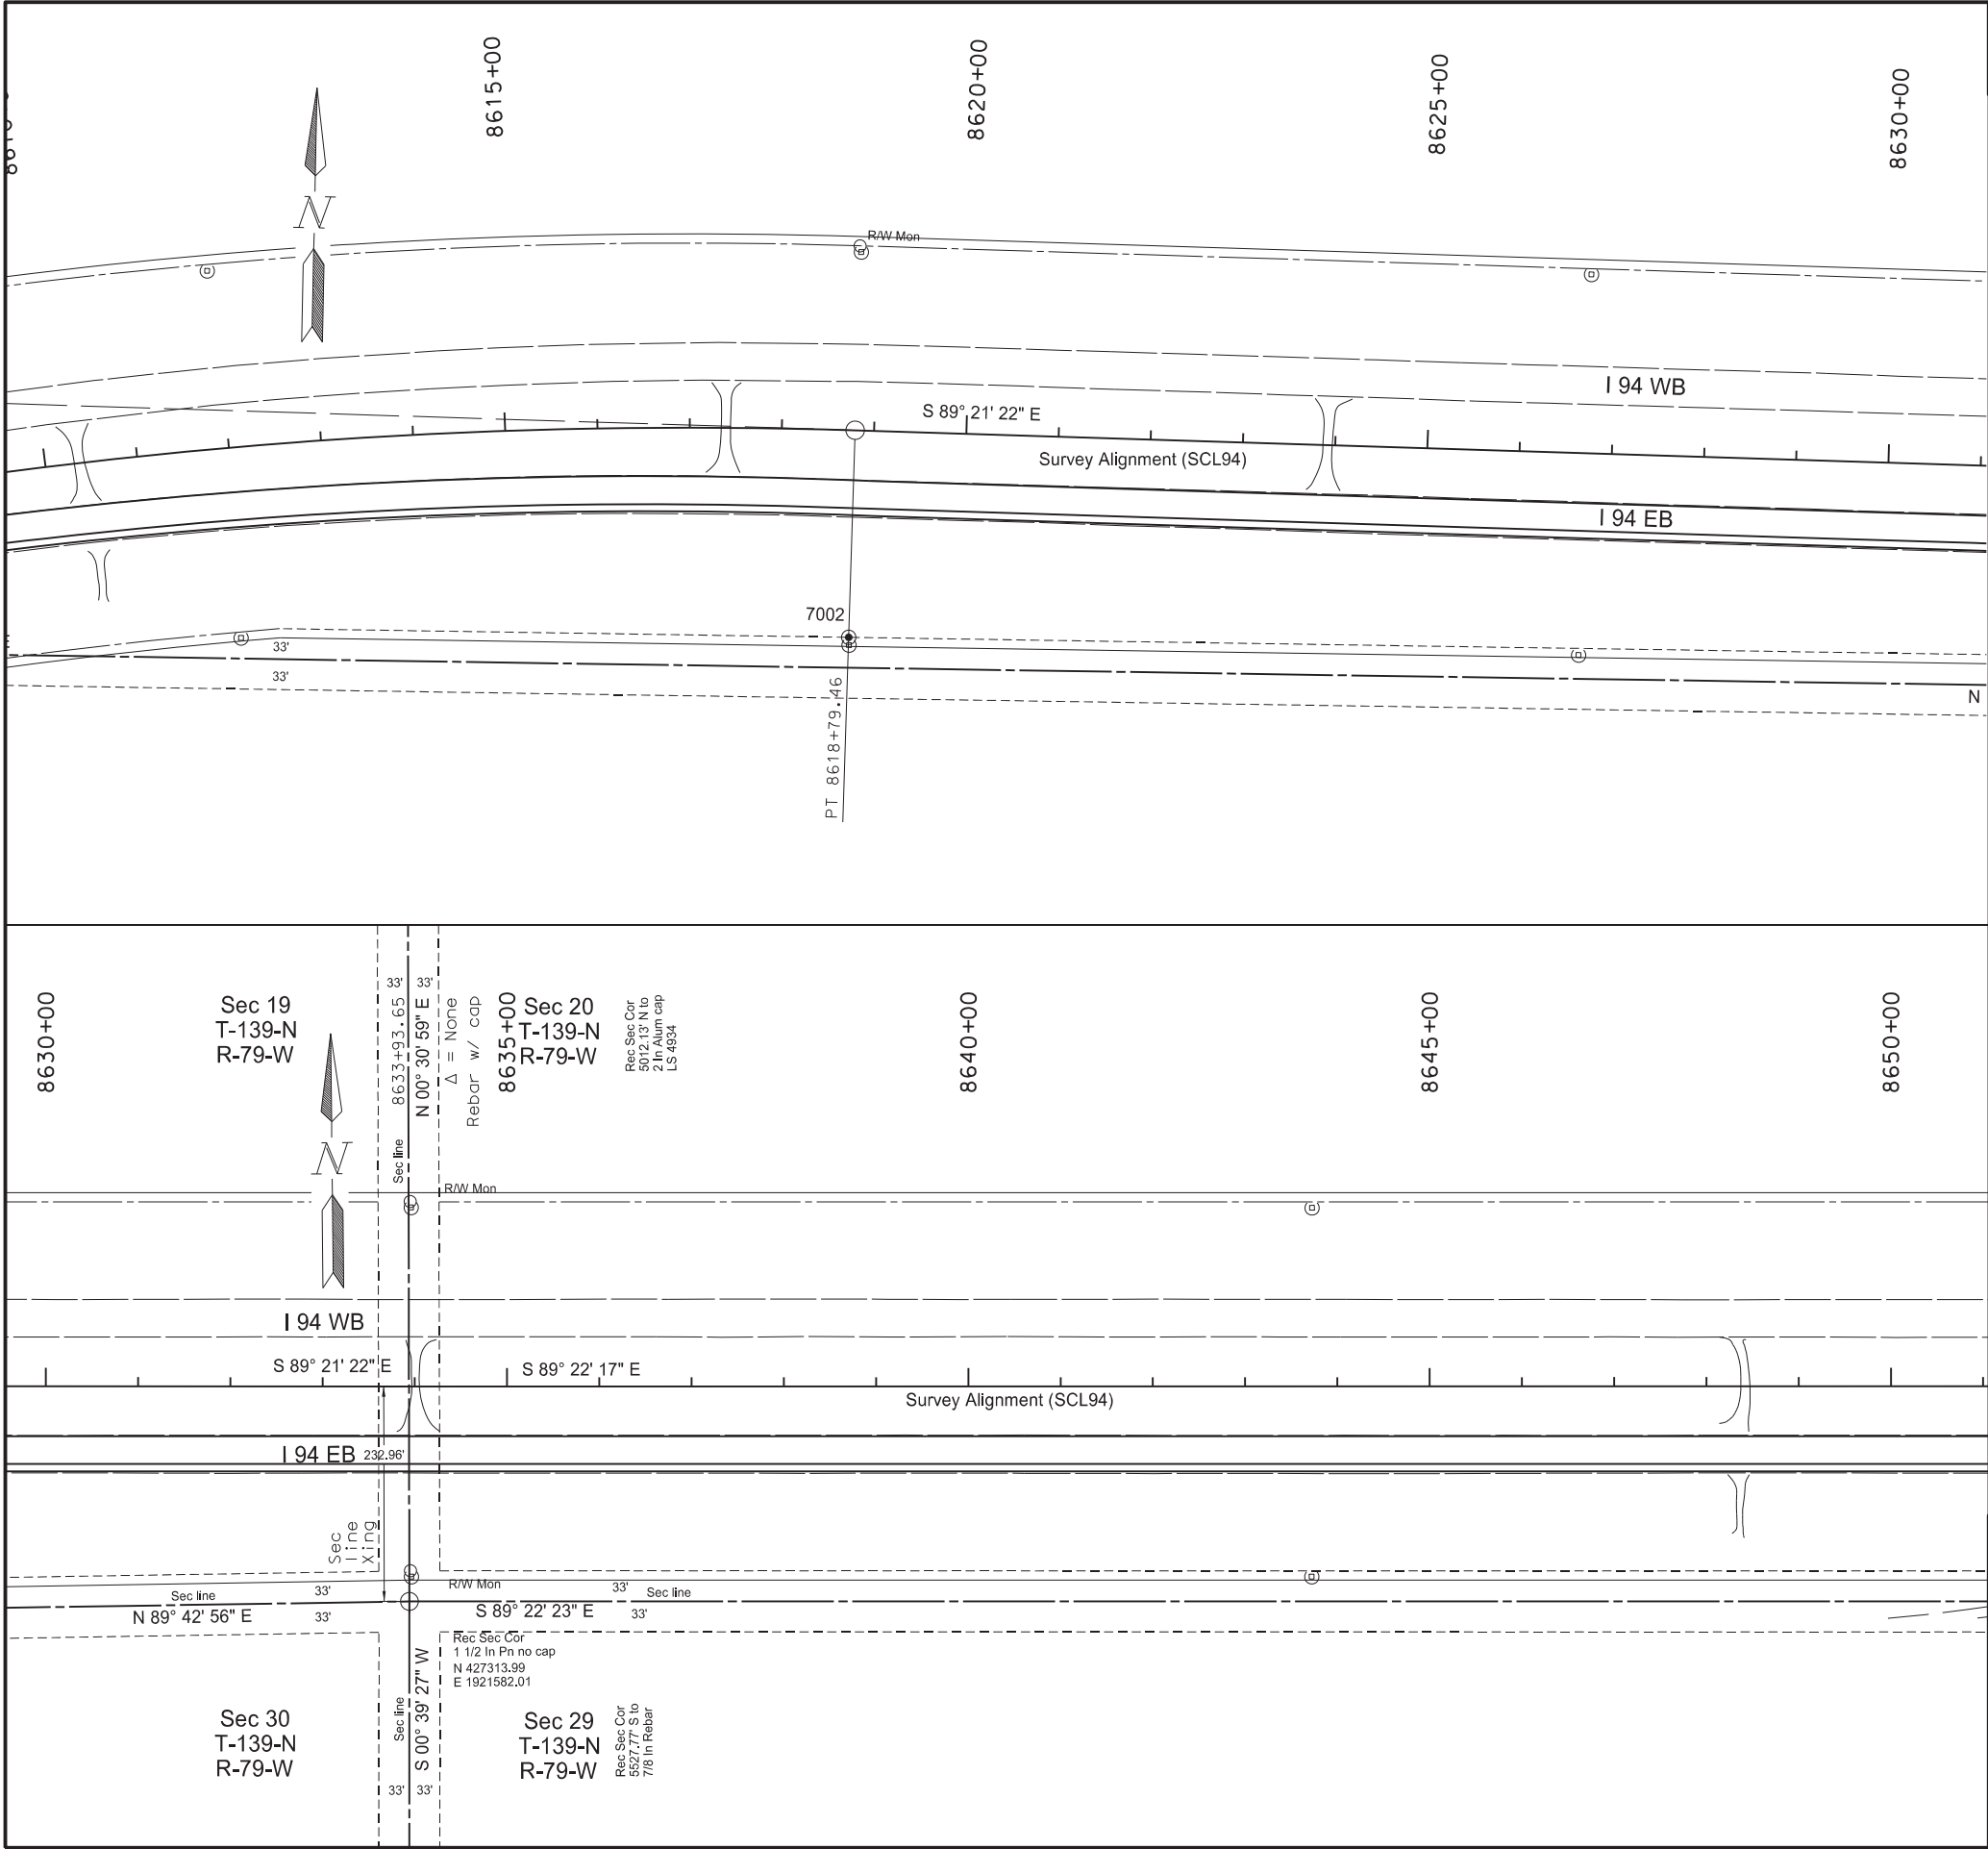 8615+00
8620+00
8625+00
8630+00
N
R/W Mon
I 94 WB
S 89° 21' 22" E
Survey Alignment (SCL94)
I 94 EB
7002
33'
33'
N
PT 8618+79.46
8630+00
Sec 19
T-139-N
R-79-W
33'
33'
8633+93.65
N 00° 30' 59" E
Δ = None
Rebar w/ cap
8635+00
Sec 20
T-139-N
R-79-W
Rec Sec Cor
5012.13' N to
2 In Alum cap
LS 4934
8640+00
8645+00
8650+00
N
Sec line
R/W Mon
I 94 WB
S 89° 21' 22" E
S 89° 22' 17" E
Survey Alignment (SCL94)
I 94 EB
232.96'
Sec
line
Xing
R/W Mon
Sec line
33'
33'
Sec line
N 89° 42' 56" E
33'
S 89° 22' 23" E
33'
Rec Sec Cor
1 1/2 In Pn no cap
N 427313.99
E 1921582.01
Sec line
S 00° 39' 27" W
Sec 30
T-139-N
R-79-W
Sec 29
T-139-N
R-79-W
Rec Sec Cor
5527.77' S to
7/8 In Rebar
33'
33'